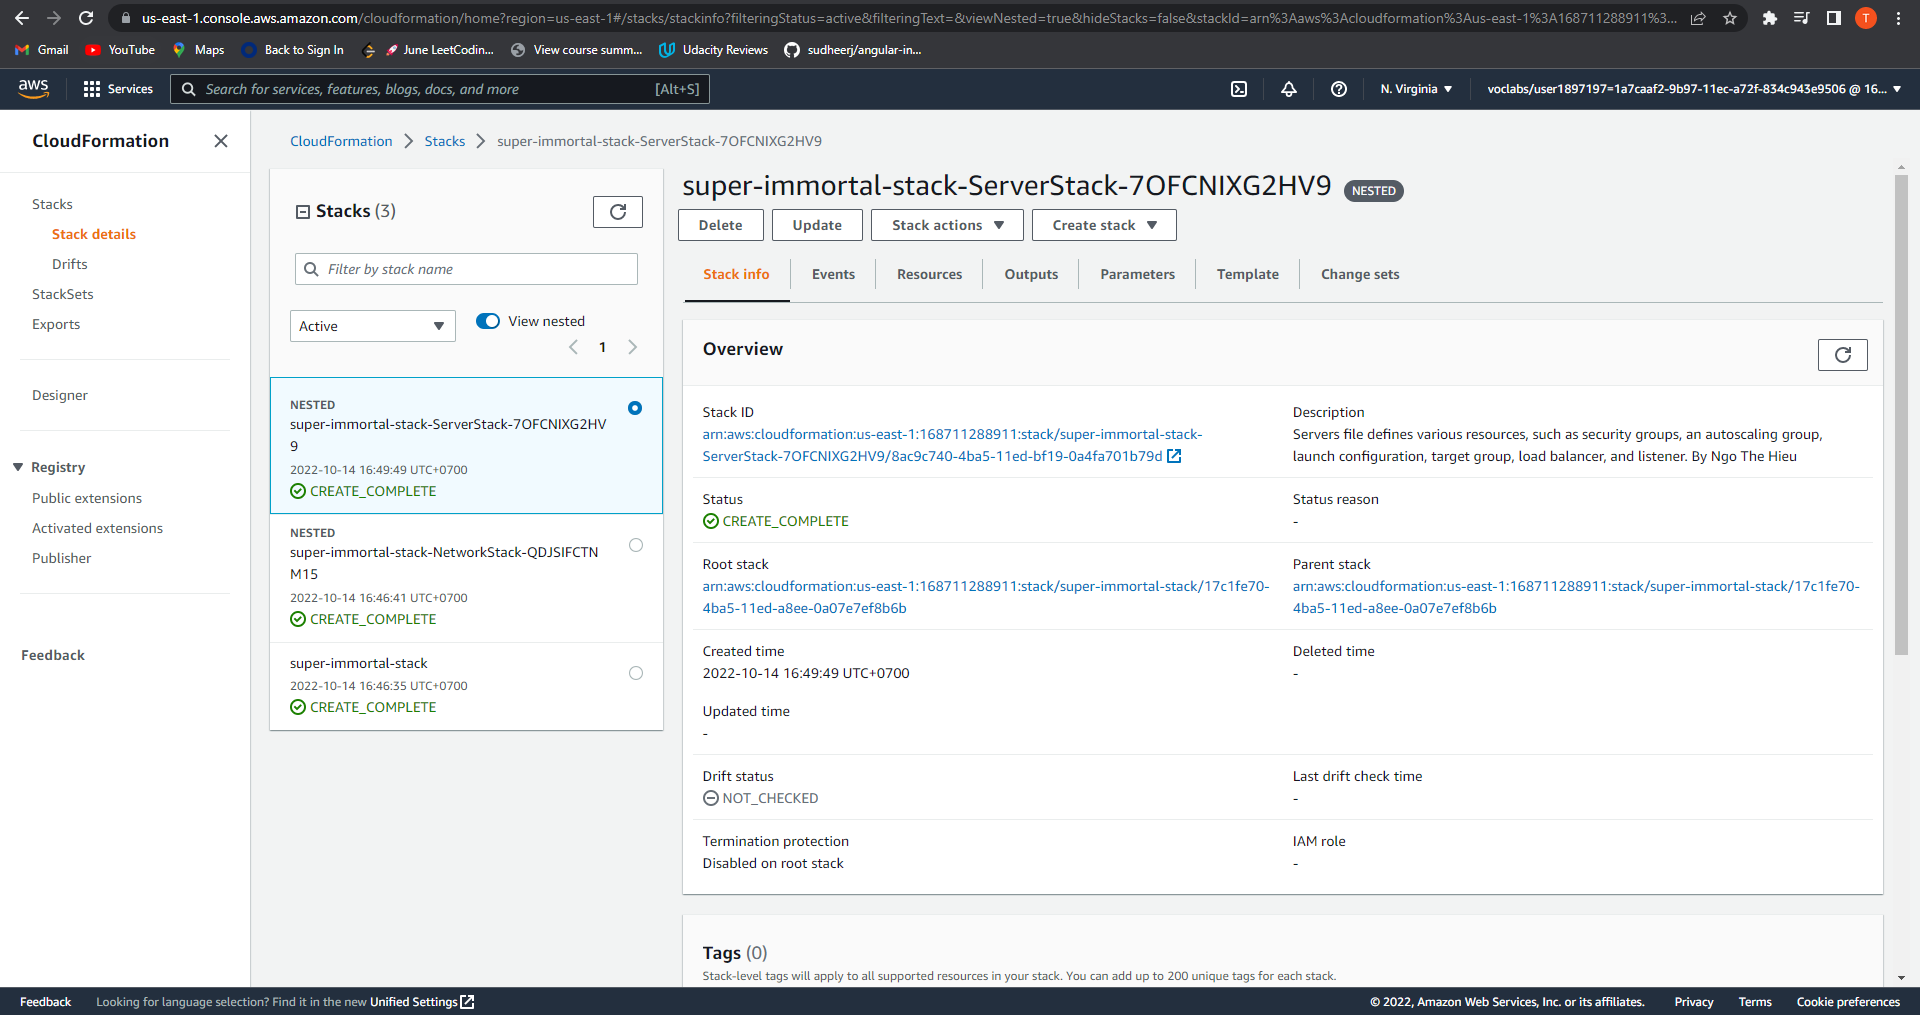 us-east-1.console.aws.amazon.com/cloudformation/home?region=us-east-1#/stacks/stackinfo?filteringStatus=active&filteringText=&viewNested=true&hideStacks=false&stackId=arn%3Aaws%3Acloudformation%3Aus-east-1%3A168711288911%3...
T
Gmail YouTube Maps Back to Sign In June LeetCodin... View course summ... Udacity Reviews sudheerj/angular-in...
aws Services Search for services, features, blogs, docs, and more [Alt+S] N. Virginia voclabs/user1897197=1a7caaf2-9b97-11ec-a72f-834c943e9506 @ 16...
CloudFormation
Stacks
Stack details
Drifts
StackSets
Exports
Designer
Registry
Public extensions
Activated extensions
Publisher
Feedback
CloudFormation Stacks super-immortal-stack-ServerStack-7OFCNIXG2HV9
Stacks (3)
Filter by stack name
Active
View nested
1
NESTED
super-immortal-stack-ServerStack-7OFCNIXG2HV
9
2022-10-14 16:49:49 UTC+0700
CREATE_COMPLETE
NESTED
super-immortal-stack-NetworkStack-QDJSIFCTN
M15
2022-10-14 16:46:41 UTC+0700
CREATE_COMPLETE
super-immortal-stack
2022-10-14 16:46:35 UTC+0700
CREATE_COMPLETE
super-immortal-stack-ServerStack-7OFCNIXG2HV9 NESTED
Delete Update Stack actions Create stack
Stack info Events Resources Outputs Parameters Template Change sets
Overview
Stack ID
arn:aws:cloudformation:us-east-1:168711288911:stack/super-immortal-stack-
ServerStack-7OFCNIXG2HV9/8ac9c740-4ba5-11ed-bf19-0a4fa701b79d
Description
Servers file defines various resources, such as security groups, an autoscaling group,
launch configuration, target group, load balancer, and listener. By Ngo The Hieu
Status
CREATE_COMPLETE
Status reason
-
Root stack
arn:aws:cloudformation:us-east-1:168711288911:stack/super-immortal-stack/17c1fe70-
4ba5-11ed-a8ee-0a07e7ef8b6b
Parent stack
arn:aws:cloudformation:us-east-1:168711288911:stack/super-immortal-stack/17c1fe70-
4ba5-11ed-a8ee-0a07e7ef8b6b
Created time
2022-10-14 16:49:49 UTC+0700
Deleted time
-
Updated time
-
Drift status
NOT_CHECKED
Last drift check time
-
Termination protection
Disabled on root stack
IAM role
-
Tags (0)
Stack-level tags will apply to all supported resources in your stack. You can add up to 200 unique tags for each stack.
Feedback Looking for language selection? Find it in the new Unified Settings © 2022, Amazon Web Services, Inc. or its affiliates. Privacy Terms Cookie preferences